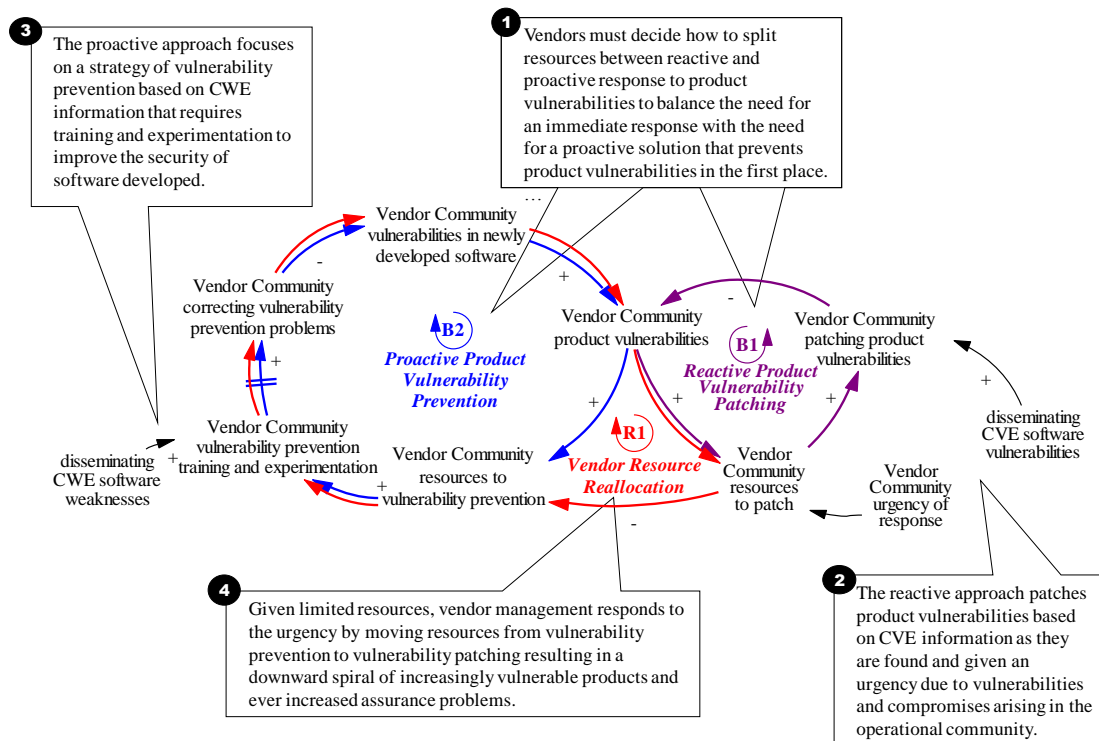 3
The proactive approach focuses
on a strategy of vulnerability
prevention based on CWE
information that requires
training and experimentation to
improve the security of
software developed.
1
Vendors must decide how to split
resources between reactive and
proactive response to product
vulnerabilities to balance the need for
an immediate response with the need
for a proactive solution that prevents
product vulnerabilities in the first place.
...
Vendor Community
vulnerabilities in newly
developed software
-
+
Vendor Community
correcting vulnerability
prevention problems
B2
Proactive Product
Vulnerability
Prevention
Vendor Community
product vulnerabilities
-
B1
Reactive Product
Vulnerability
Patching
Vendor Community
patching product
vulnerabilities
+
+
+
+
+
disseminating
CVE software
vulnerabilities
R1
Vendor Resource
Reallocation
Vendor Community
vulnerability prevention
training and experimentation
+
disseminating
CWE software
weaknesses
+
Vendor Community
resources to
vulnerability prevention
Vendor
Community
resources
to patch
Vendor
Community
urgency of
response
-
4
Given limited resources, vendor management responds to
the urgency by moving resources from vulnerability
prevention to vulnerability patching resulting in a
downward spiral of increasingly vulnerable products and
ever increased assurance problems.
2
The reactive approach patches
product vulnerabilities based
on CVE information as they
are found and given an
urgency due to vulnerabilities
and compromises arising in the
operational community.